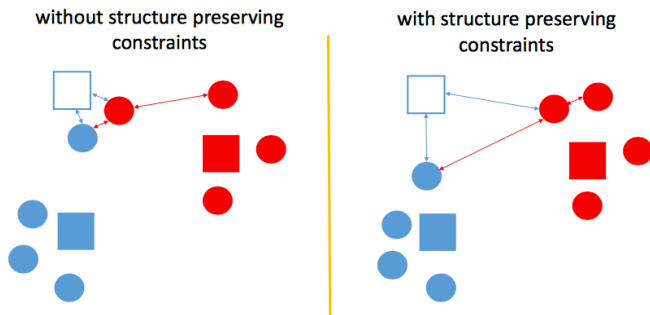 without structure preserving
constraints
with structure preserving
constraints